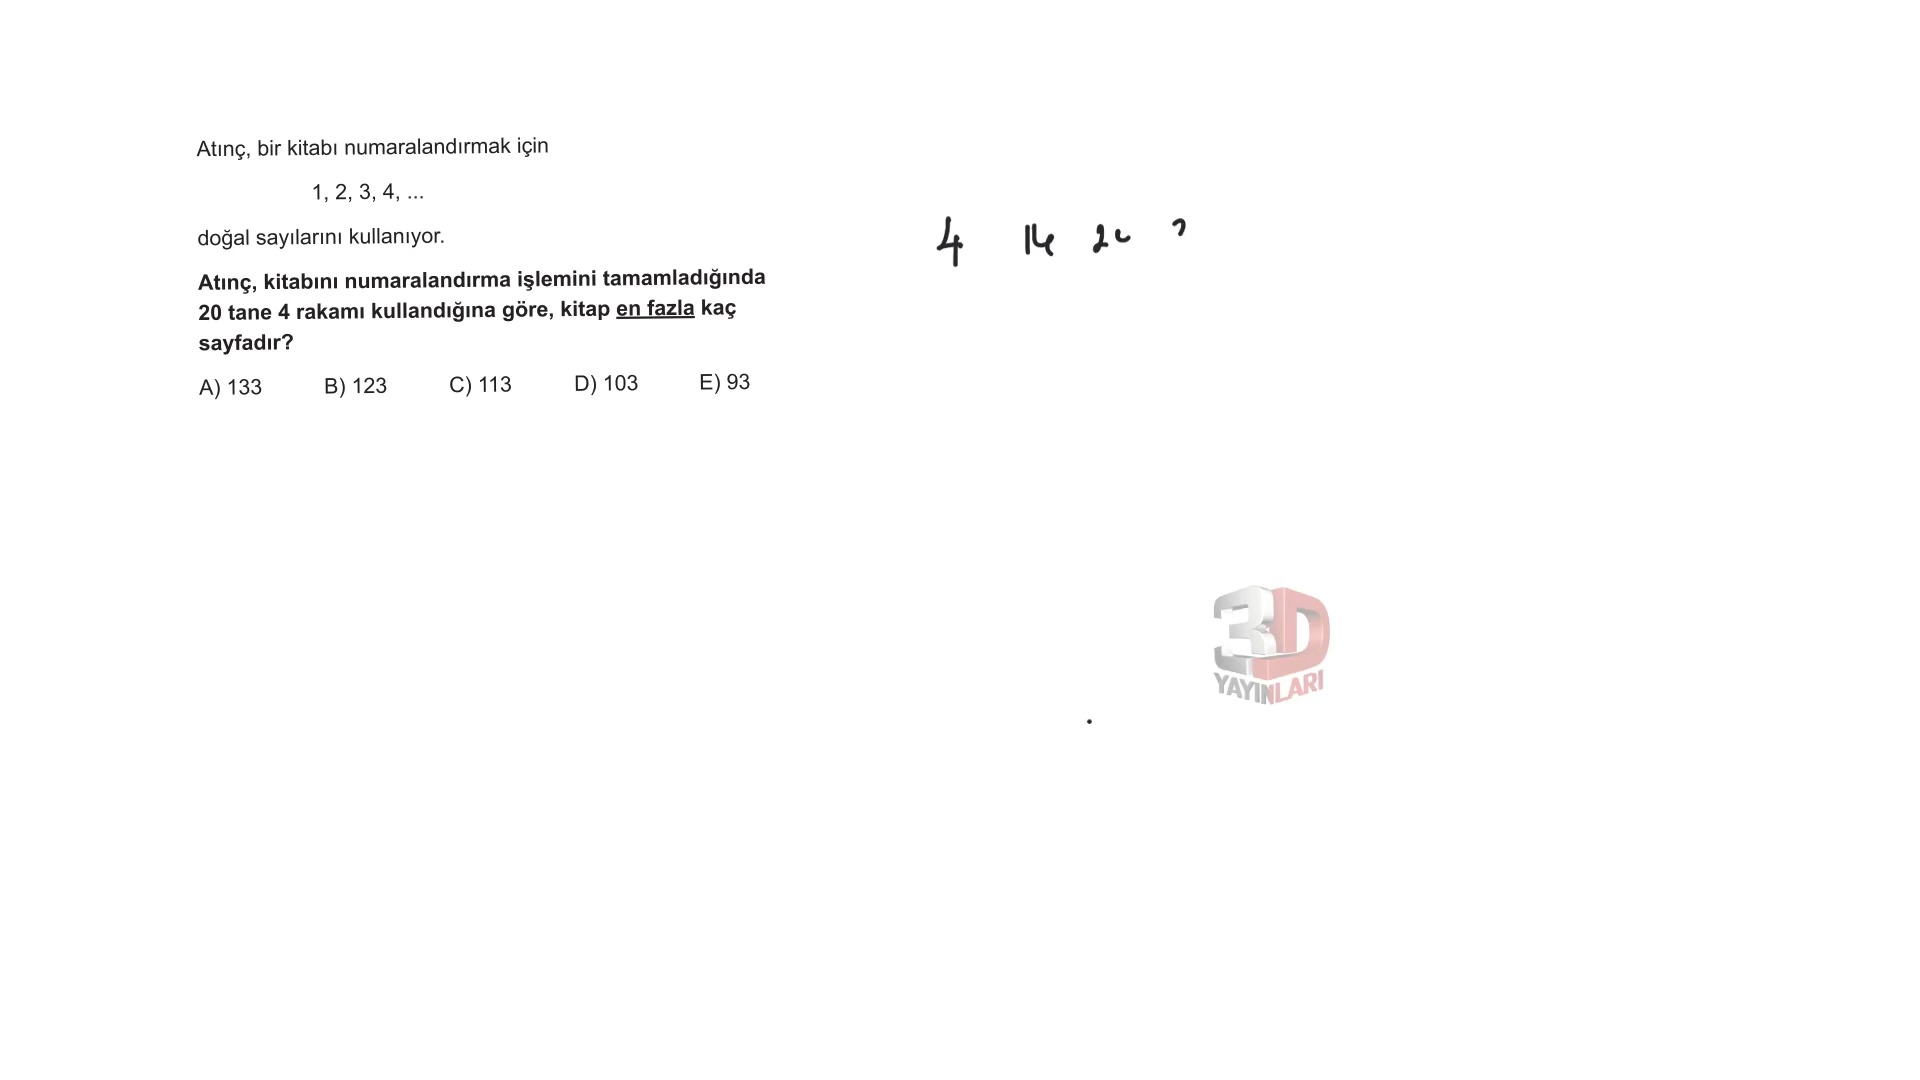 Atınç, bir kitabı numaralandırmak için
1, 2, 3, 4, ...
doğal sayılarını kullanıyor.
Atınç, kitabını numaralandırma işlemini tamamladığında
20 tane 4 rakamı kullandığına göre, kitap en fazla kaç
sayfadır?
A) 133 B) 123 C) 113 D) 103 E) 93
4 14
3D
YAYINLARI